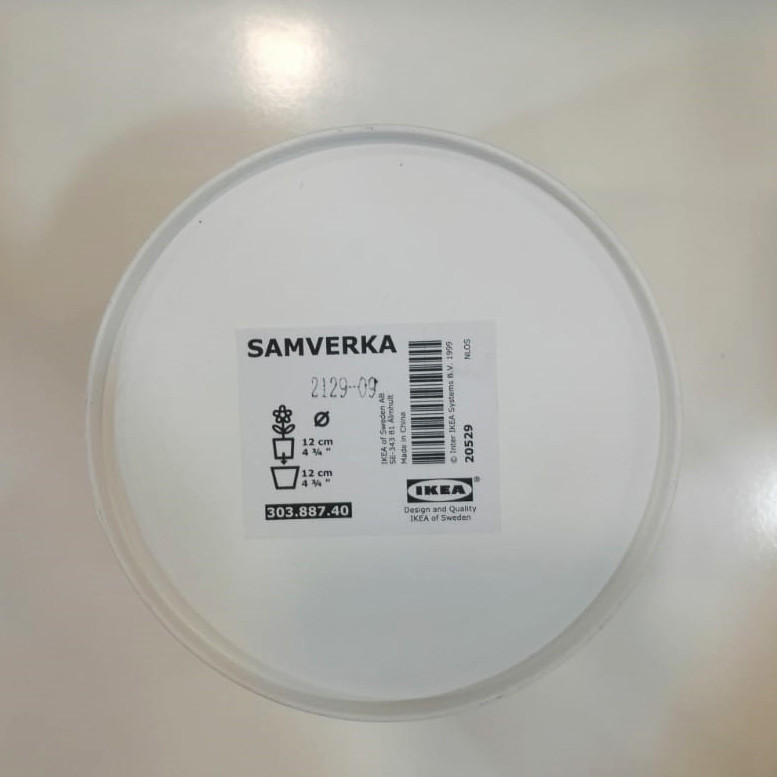 SAMVERKA
2129-09
Ø
12 cm
4 ¾ "
12 cm
4 ¾ "
303.887.40
IKEA of Sweden AB
SE-343 81 Älmhult
Made in China
© Inter IKEA Systems B.V. 1999
20529
NLOS
IKEA®
Design and Quality
IKEA of Sweden